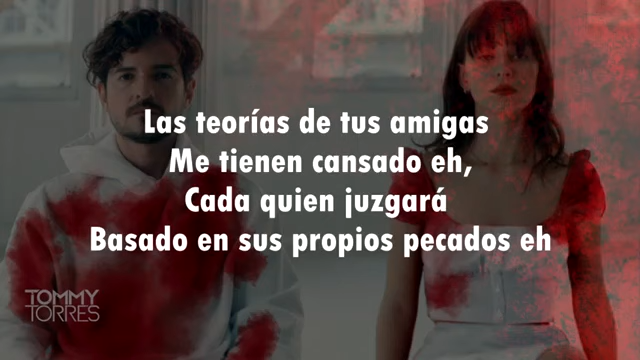 Las teorías de tus amigas
Me tienen cansado eh,
Cada quien juzgará
Basado en sus propios pecados eh
TOMMY
TORRES